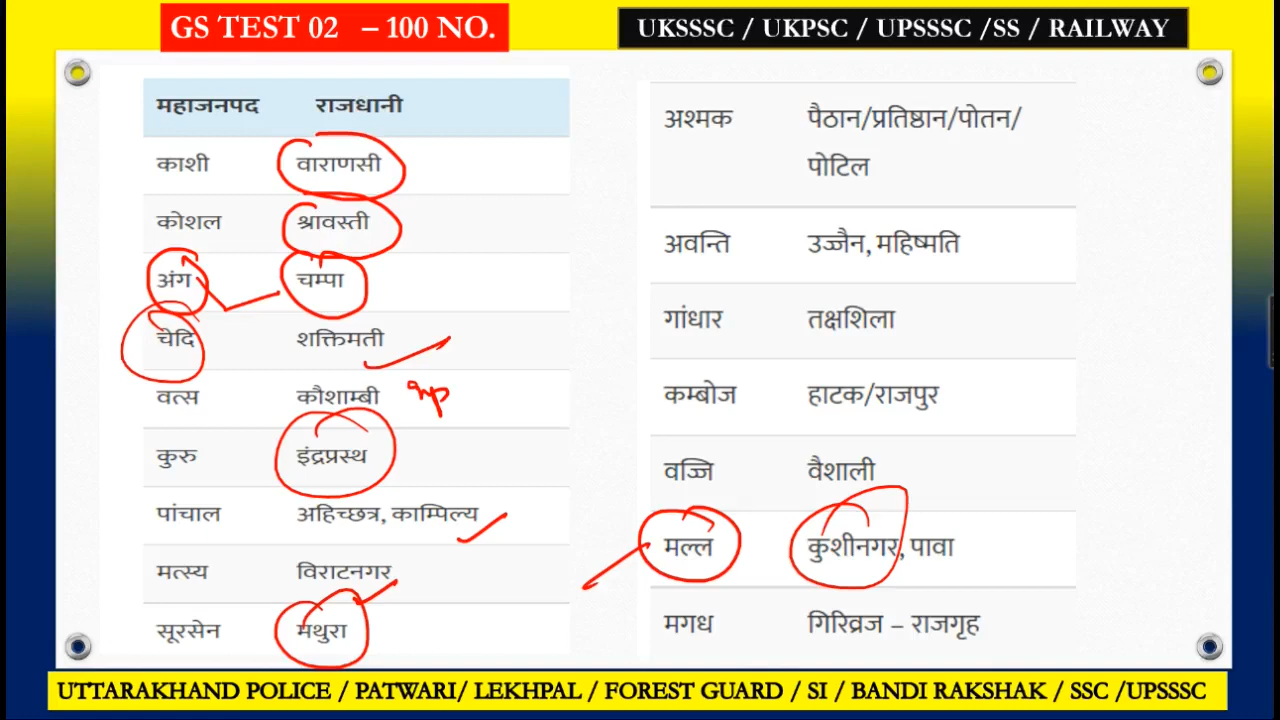 GS TEST 02 – 100 NO.
UKSSSC / UKPSC / UPSSSC /SS / RAILWAY
महाजनपद राजधानी
काशी वाराणसी
कोशल श्रावस्ती
अंग चम्पा
चेदि शक्तिमती
वत्स कौशाम्बी up
कुरु इंद्रप्रस्थ
पांचाल अहिच्छत्र, काम्पिल्य
मत्स्य विराटनगर
सूरसेन मथुरा
अश्मक पैठान/प्रतिष्ठान/पोतन/
पोटिल
अवन्ति उज्जैन, महिष्मति
गांधार तक्षशिला
कम्बोज हाटक/राजपुर
वज्जि वैशाली
मल्ल कुशीनगर, पावा
मगध गिरिव्रज – राजगृह
UTTARAKHAND POLICE / PATWARI/ LEKHPAL / FOREST GUARD / SI / BANDI RAKSHAK / SSC /UPSSSC